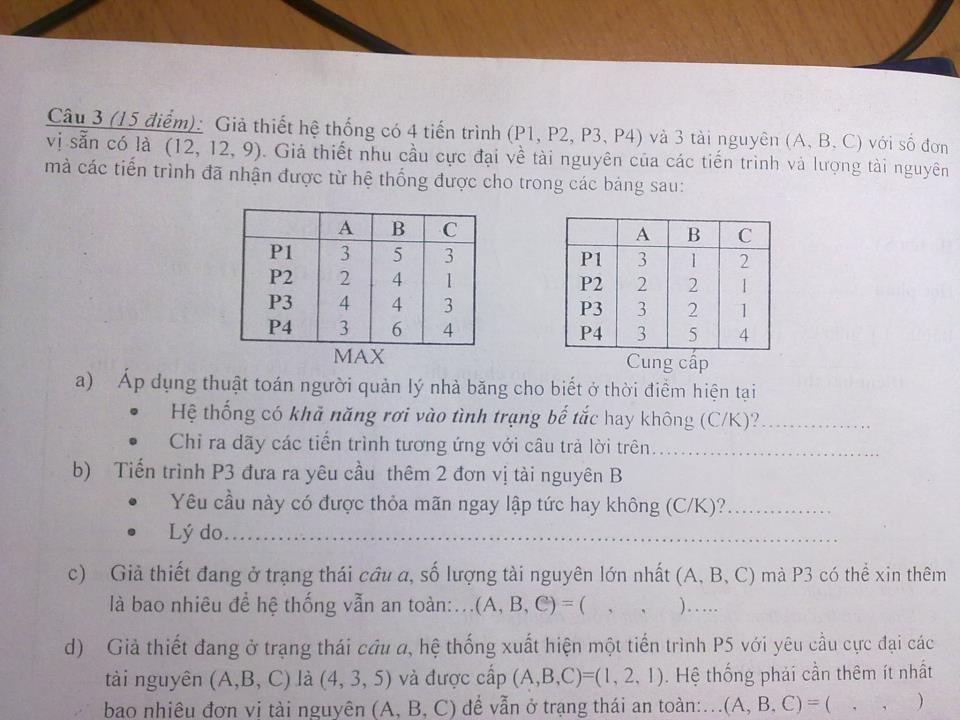 Câu 3 (15 điểm): Giả thiết hệ thống có 4 tiến trình (P1, P2, P3, P4) và 3 tài nguyên (A, B, C) với số đơn
vị sẵn có là (12, 12, 9). Giả thiết nhu cầu cực đại về tài nguyên của các tiến trình và lượng tài nguyên
mà các tiến trình đã nhận được từ hệ thống được cho trong các bảng sau:
A B C
P1 3 5 3
P2 2 4 1
P3 4 4 3
P4 3 6 4
MAX
A B C
P1 3 1 2
P2 2 2 1
P3 3 2 1
P4 3 5 4
Cung cấp
a) Áp dụng thuật toán người quản lý nhà băng cho biết ở thời điểm hiện tại
• Hệ thống có khả năng rơi vào tình trạng bế tắc hay không (C/K)?................
• Chỉ ra dãy các tiến trình tương ứng với câu trả lời trên.................................
b) Tiến trình P3 đưa ra yêu cầu thêm 2 đơn vị tài nguyên B
• Yêu cầu này có được thỏa mãn ngay lập tức hay không (C/K)?...............
• Lý do.........................................................................................
c) Giả thiết đang ở trạng thái câu a, số lượng tài nguyên lớn nhất (A, B, C) mà P3 có thể xin thêm
là bao nhiêu để hệ thống vẫn an toàn:...(A, B, C) = ( , , ).....
d) Giả thiết đang ở trạng thái câu a, hệ thống xuất hiện một tiến trình P5 với yêu cầu cực đại các
tài nguyên (A,B, C) là (4, 3, 5) và được cấp (A,B,C)=(1, 2, 1). Hệ thống phải cần thêm ít nhất
bao nhiêu đơn vị tài nguyên (A, B, C) để vẫn ở trạng thái an toàn:...(A, B, C) = ( , , )